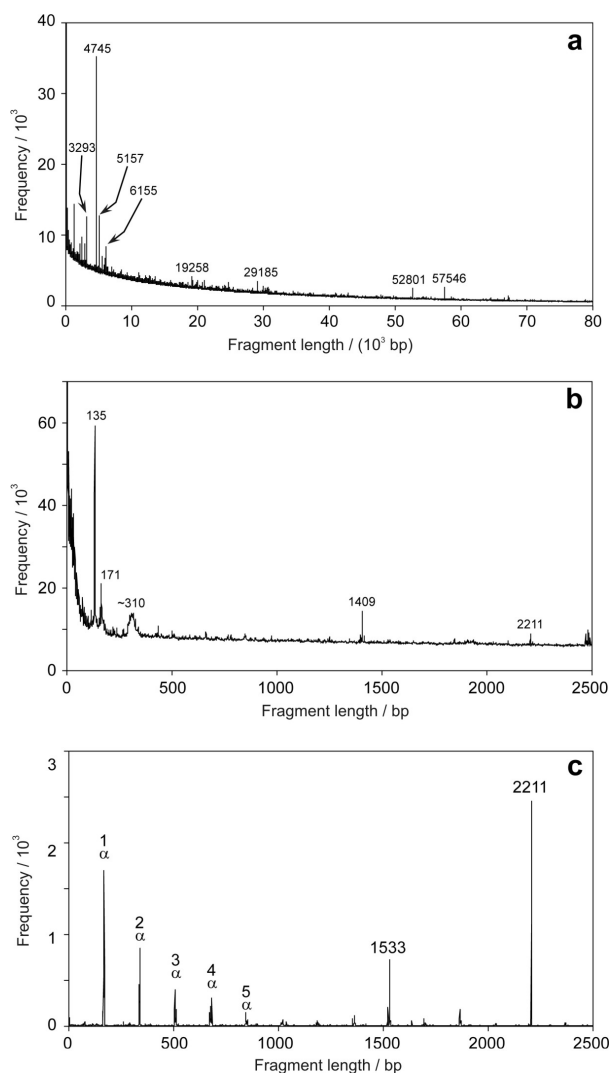 a
40
30
20
10
0
Frequency / 10³
4745
3293
5157
6155
19258
29185
52801
57546
0 10 20 30 40 50 60 70 80
Fragment length / (10³ bp)
b
60
40
20
0
Frequency / 10³
135
171
~310
1409
2211
0 500 1000 1500 2000 2500
Fragment length / bp
c
3
2
1
0
Frequency / 10³
1
α
2
α
3
α
4
α
5
α
1533
2211
0 500 1000 1500 2000 2500
Fragment length / bp